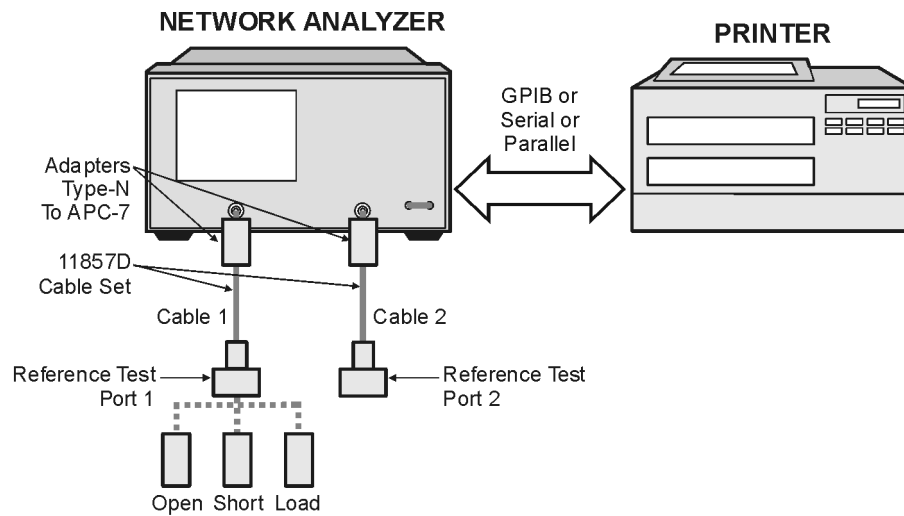 NETWORK ANALYZER
PRINTER
GPIB or
Serial or
Parallel
Adapters
Type-N
To APC-7
11857D
Cable Set
Cable 1
Cable 2
Reference Test
Port 1
Reference Test
Port 2
Open Short Load